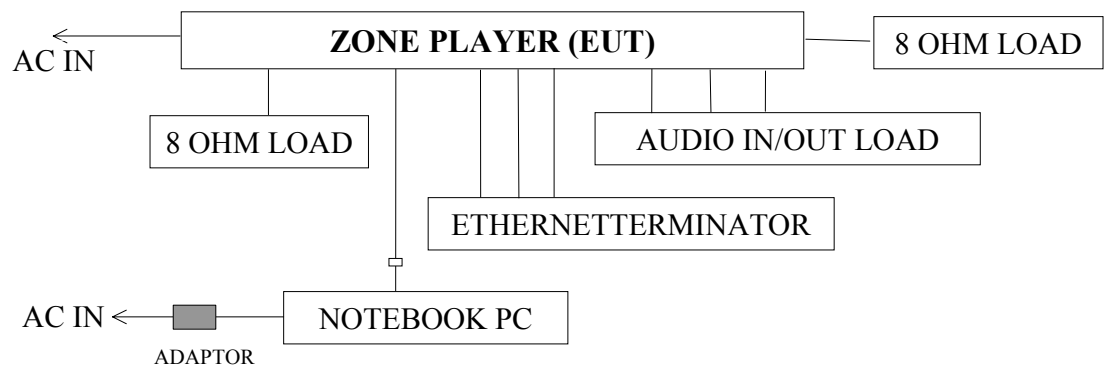 ZONE PLAYER (EUT)
8 OHM LOAD
AC IN
8 OHM LOAD
AUDIO IN/OUT LOAD
ETHERNETTERMINATOR
AC IN
NOTEBOOK PC
ADAPTOR